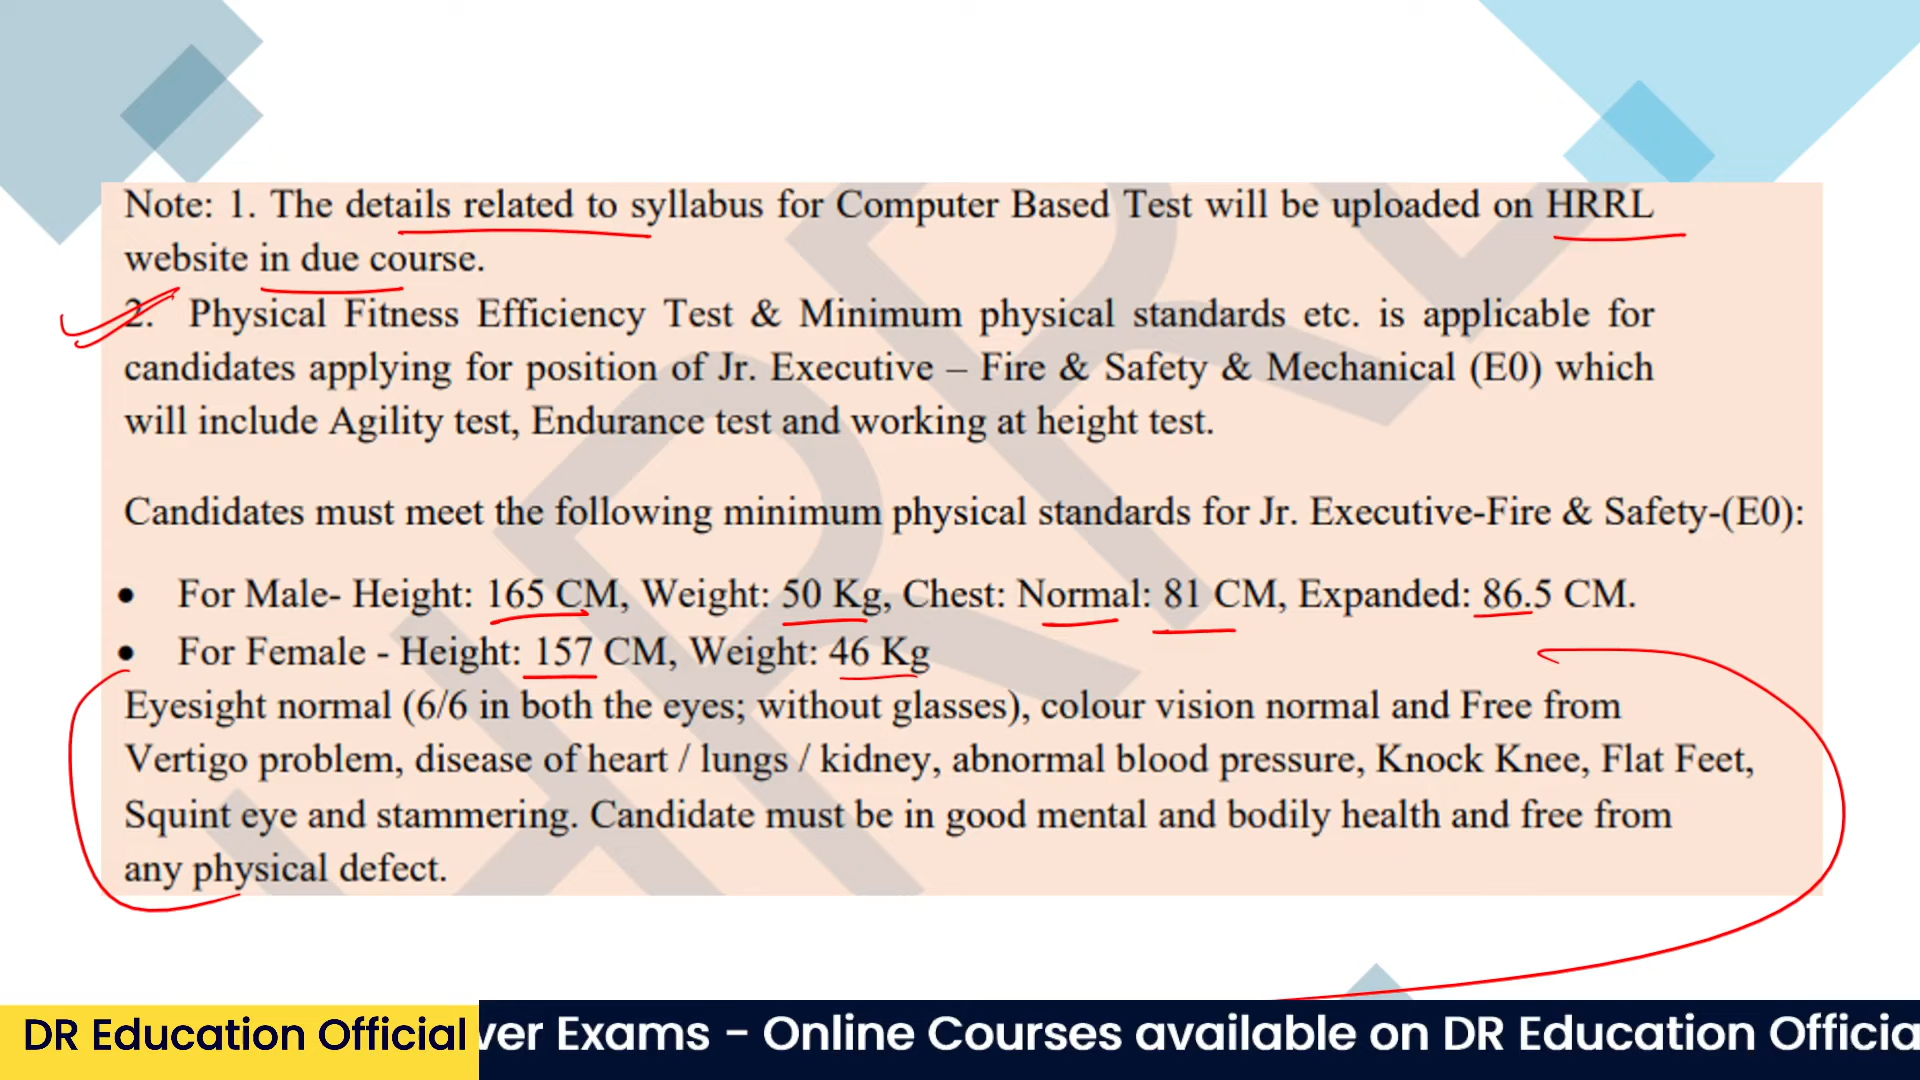 Note: 1. The details related to syllabus for Computer Based Test will be uploaded on HRRL
website in due course.
2. Physical Fitness Efficiency Test & Minimum physical standards etc. is applicable for
candidates applying for position of Jr. Executive – Fire & Safety & Mechanical (E0) which
will include Agility test, Endurance test and working at height test.
Candidates must meet the following minimum physical standards for Jr. Executive-Fire & Safety-(E0):
• For Male- Height: 165 CM, Weight: 50 Kg, Chest: Normal: 81 CM, Expanded: 86.5 CM.
• For Female - Height: 157 CM, Weight: 46 Kg
Eyesight normal (6/6 in both the eyes; without glasses), colour vision normal and Free from
Vertigo problem, disease of heart / lungs / kidney, abnormal blood pressure, Knock Knee, Flat Feet,
Squint eye and stammering. Candidate must be in good mental and bodily health and free from
any physical defect.
DR Education Official ver Exams - Online Courses available on DR Education Officia